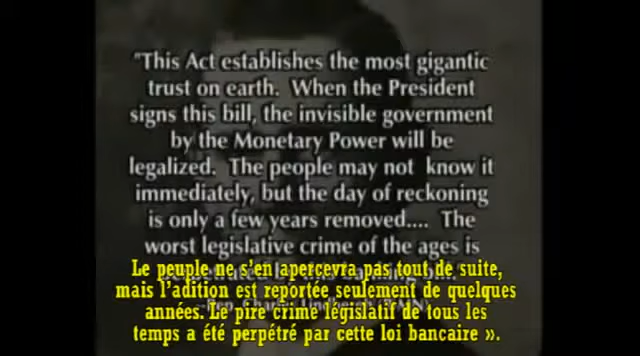 "This Act establishes the most gigantic
trust on earth. When the President
signs this bill, the invisible government
by the Monetary Power will be
legalized. The people may not know it
immediately, but the day of reckoning
is only a few years removed.... The
worst legislative crime of the ages is
Le peuple ne s'en apercevra pas tout de suite,
mais l'adition est reportée seulement de quelques
années. Le pire crime législatif de tous les
temps a été perpétré par cette loi bancaire ».